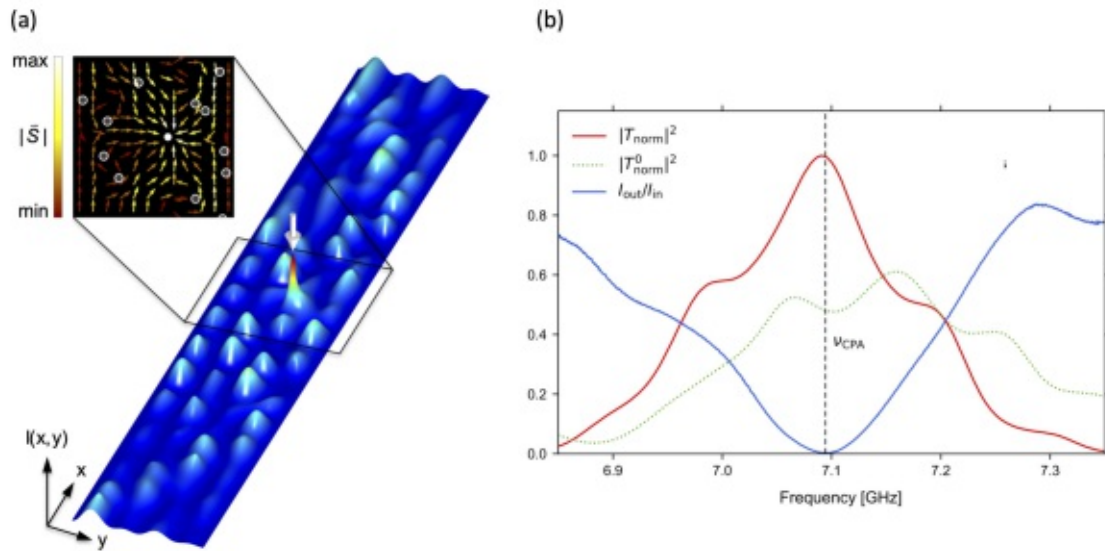 (a)
max
|S̄|
min
I(x,y)
x
y
(b)
|T_norm|²
|T⁰_norm|²
I_out/I_in
1.0
0.8
0.6
0.4
0.2
0.0
ν_CPA
6.9 7.0 7.1 7.2 7.3
Frequency [GHz]